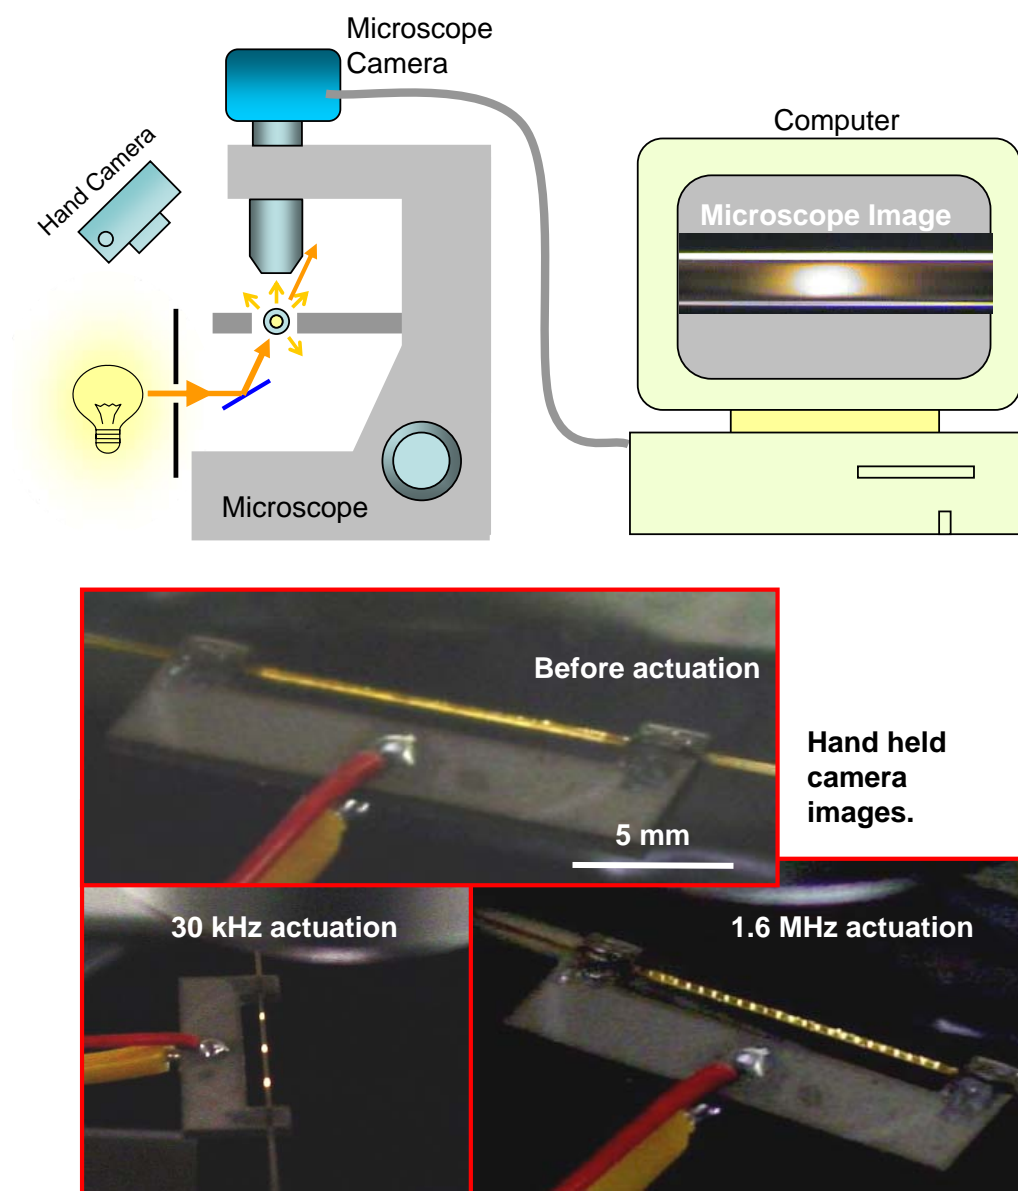 Microscope
Camera
Computer
Hand Camera
Microscope Image
Microscope
Before actuation
Hand held
camera
images.
5 mm
30 kHz actuation
1.6 MHz actuation